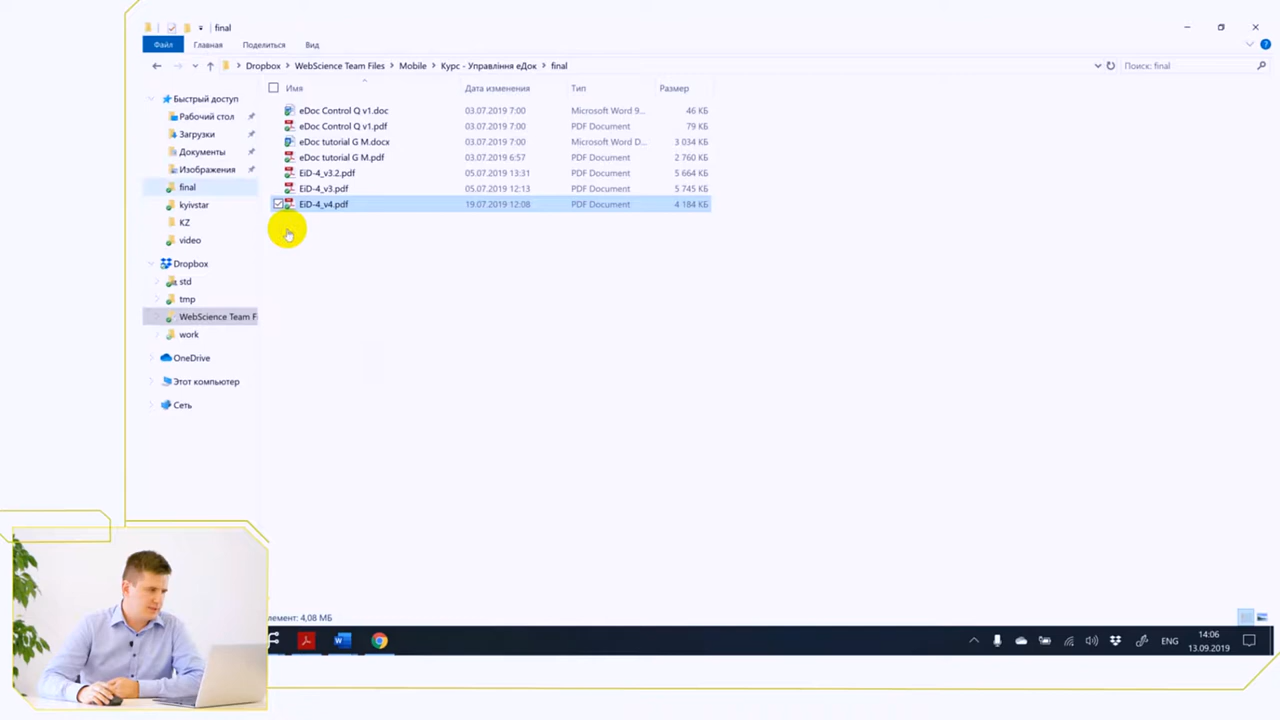 final
Файл Главная Поделиться Вид
Dropbox WebScience Team Files Mobile Курс - Управління еДок final
Поиск: final
Имя Дата изменения Тип Размер
eDoc Control Q v1.doc 03.07.2019 7:00 Microsoft Word 9... 46 КБ
eDoc Control Q v1.pdf 03.07.2019 7:00 PDF Document 79 КБ
eDoc tutorial G M.docx 03.07.2019 7:00 Microsoft Word D... 3 034 КБ
eDoc tutorial G M.pdf 03.07.2019 6:57 PDF Document 2 760 КБ
EiD-4_v3.2.pdf 05.07.2019 13:31 PDF Document 5 664 КБ
EiD-4_v3.pdf 05.07.2019 12:13 PDF Document 5 745 КБ
EiD-4_v4.pdf 19.07.2019 12:08 PDF Document 4 184 КБ
Быстрый доступ
Рабочий стол
Загрузки
Документы
Изображения
final
kyivstar
KZ
video
Dropbox
std
tmp
WebScience Team F
work
OneDrive
Этот компьютер
Сеть
елемент: 4,08 МБ
ENG
14:06
13.09.2019